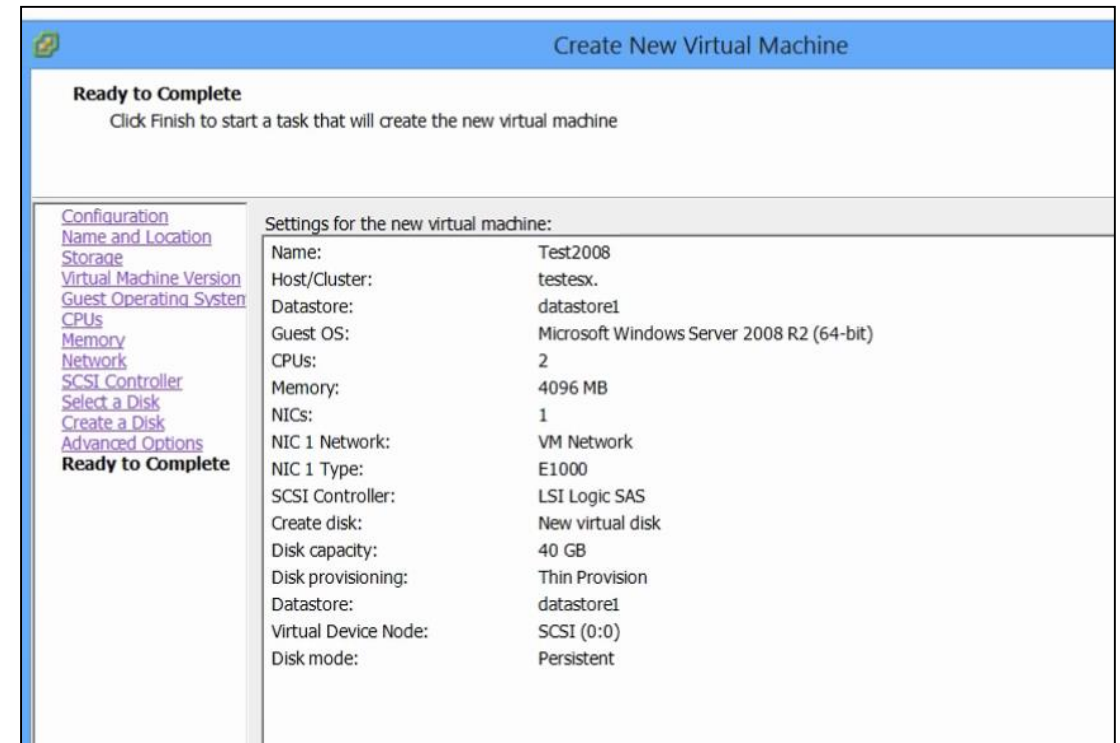 Create New Virtual Machine
Ready to Complete
Click Finish to start a task that will create the new virtual machine
Configuration
Name and Location
Storage
Virtual Machine Version
Guest Operating System
CPUs
Memory
Network
SCSI Controller
Select a Disk
Create a Disk
Advanced Options
Ready to Complete
Settings for the new virtual machine:
Name: Test2008
Host/Cluster: testesx.
Datastore: datastore1
Guest OS: Microsoft Windows Server 2008 R2 (64-bit)
CPUs: 2
Memory: 4096 MB
NICs: 1
NIC 1 Network: VM Network
NIC 1 Type: E1000
SCSI Controller: LSI Logic SAS
Create disk: New virtual disk
Disk capacity: 40 GB
Disk provisioning: Thin Provision
Datastore: datastore1
Virtual Device Node: SCSI (0:0)
Disk mode: Persistent